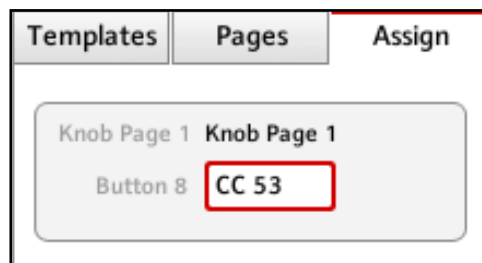 Templates Pages Assign
Knob Page 1 Knob Page 1
Button 8 CC 53